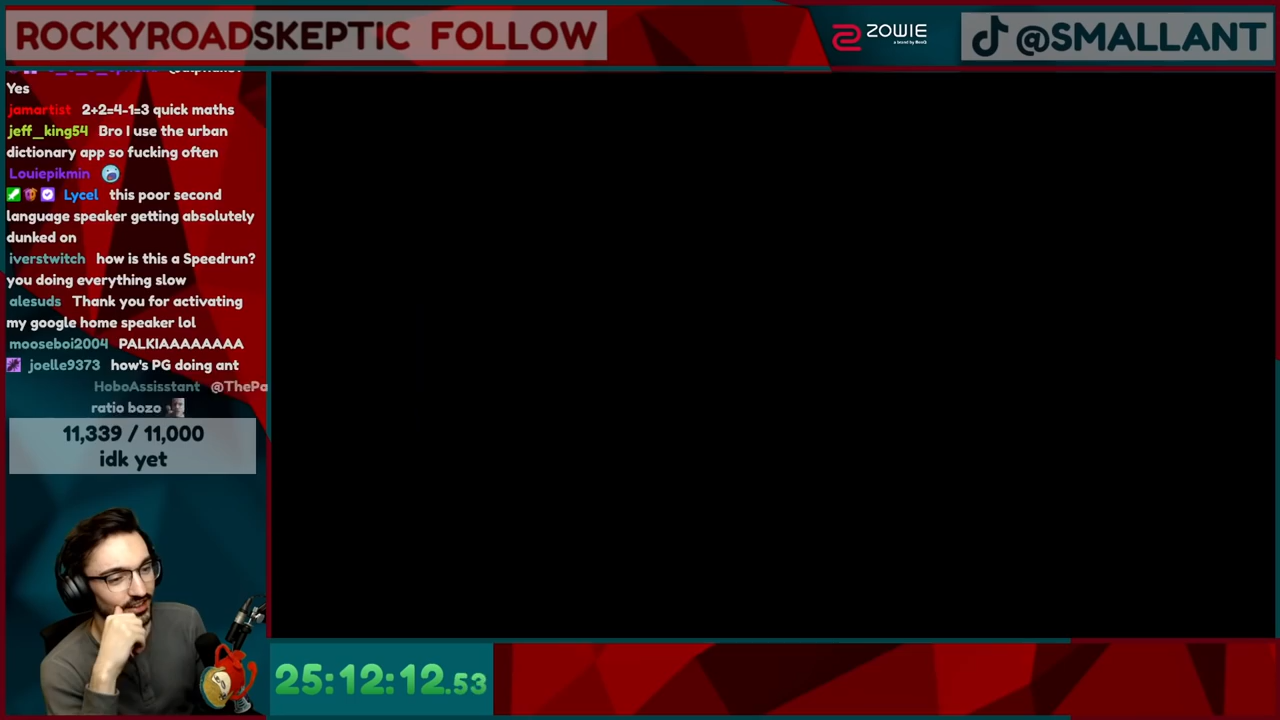 ROCKYROADSKEPTIC FOLLOW
ZOWIE
@SMALLANT
Yes
jamartist 2+2=4-1=3 quick maths
jeff_king54 Bro I use the urban
dictionary app so fucking often
Louiepikmin
Lycel this poor second
language speaker getting absolutely
dunked on
iverstwitch how is this a Speedrun?
you doing everything slow
alesuds Thank you for activating
my google home speaker lol
mooseboi2004 PALKIAAAAAAAA
joelle9373 how's PG doing ant
HoboAssisstant @ThePa
ratio bozo
11,339 / 11,000
idk yet
25:12:12.53